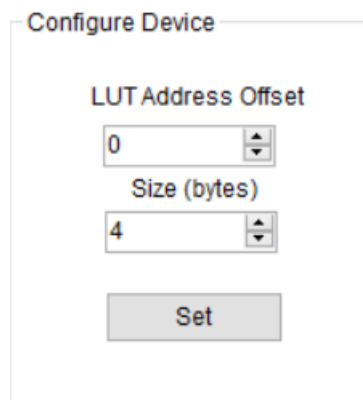 Configure Device
LUT Address Offset
0
Size (bytes)
4
Set